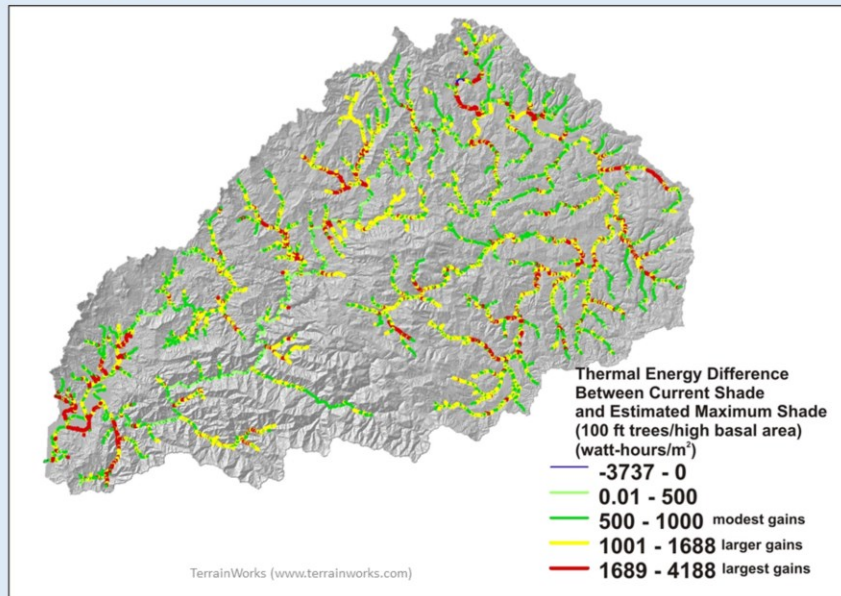 Thermal Energy Difference
Between Current Shade
and Estimated Maximum Shade
(100 ft trees/high basal area)
(watt-hours/m²)
-3737 - 0
0.01 - 500
500 - 1000 modest gains
1001 - 1688 larger gains
1689 - 4188 largest gains
TerrainWorks (www.terrainworks.com)